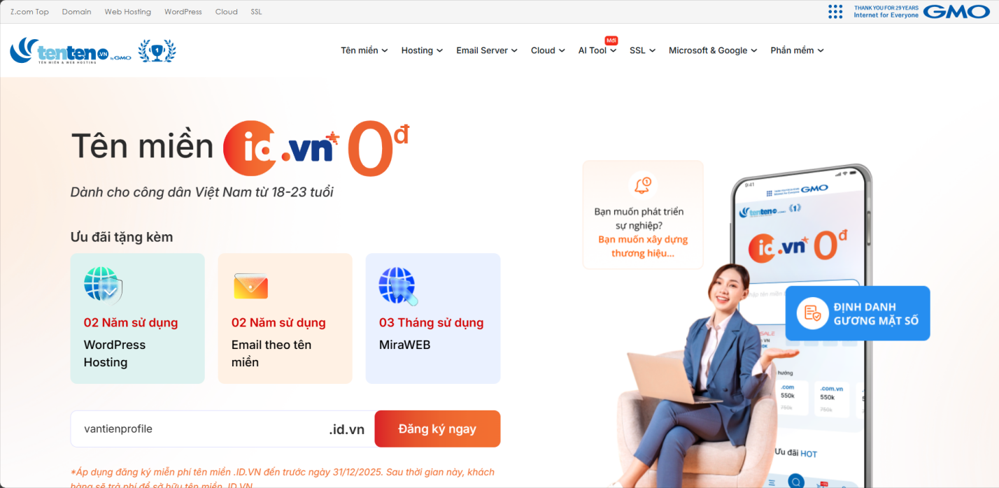 Z.com Top Domain Web Hosting WordPress Cloud SSL
THANK YOU FOR 29 YEARS
Internet for Everyone
GMO
tenten.vn
by GMO
TÊN MIỀN & WEB HOSTING
1
Tên miền Hosting Email Server Cloud AI Tool SSL Microsoft & Google Phần mềm
Mới
Tên miền id.vn 0đ
Dành cho công dân Việt Nam từ 18-23 tuổi
Ưu đãi tặng kèm
02 Năm sử dụng
WordPress
Hosting
02 Năm sử dụng
Email theo tên
miền
03 Tháng sử dụng
MiraWEB
vantienprofile
.id.vn
Đăng ký ngay
*Áp dụng đăng ký miễn phí tên miền .ID.VN đến trước ngày 31/12/2025. Sau thời gian này, khách
hàng sẽ trả phí để sở hữu tên miền .ID.VN
1
Bạn muốn phát triển
sự nghiệp?
Bạn muốn xây dựng
thương hiệu...
9:41
GMO
tenten
1
id.vn 0đ
ĐỊNH DANH
GƯƠNG MẶT SỐ
.com
550k
750k
.com.vn
550k
750k
Ưu đãi HOT